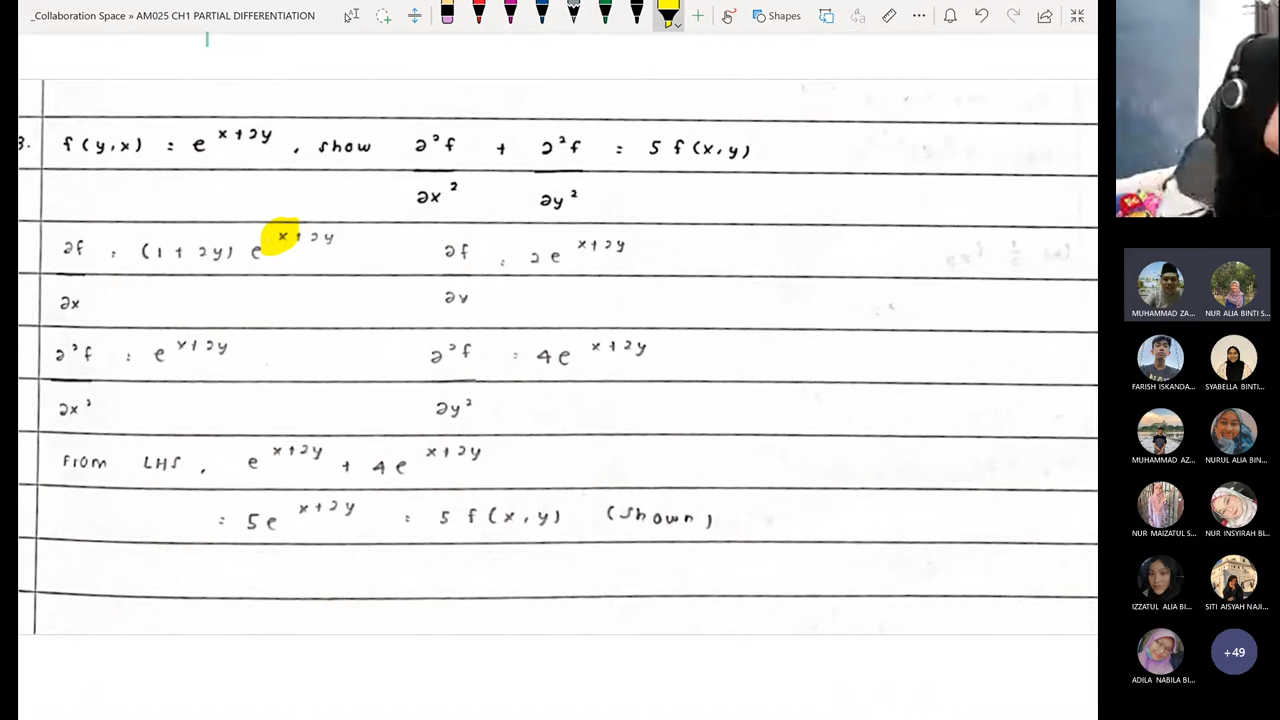 _Collaboration Space » AM025 CH1 PARTIAL DIFFERENTIATION
Shapes
3. f(y,x) = e^{x+2y} , show ∂²f/∂x² + ∂²f/∂y² = 5 f(x,y)
∂f/∂x = (1 + 2y) e^{x+2y} ∂f/∂y = 2e^{x+2y}
∂²f/∂x² = e^{x+2y} ∂²f/∂y² = 4e^{x+2y}
From LHS, e^{x+2y} + 4e^{x+2y}
= 5e^{x+2y} = 5 f(x,y) (shown)
MUHAMMAD ZA...
NUR ALIA BINTI S...
FARISH ISKANDA...
SYABELLA BINTI...
MUHAMMAD AZ...
NURUL ALIA BIN...
NUR MAIZATUL S...
NUR INSYIRAH BI...
IZZATUL ALIA BI...
SITI AISYAH NAJI...
ADILA NABILA BI...
+49